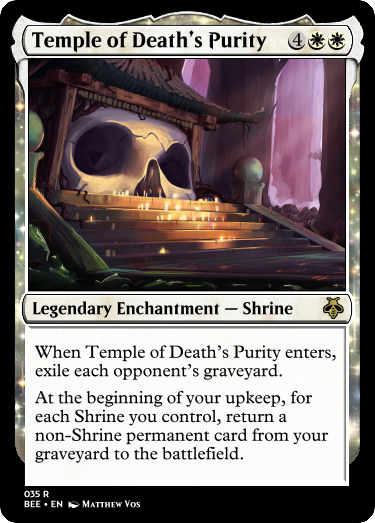 Temple of Death's Purity 4
Legendary Enchantment — Shrine
When Temple of Death's Purity enters,
exile each opponent's graveyard.
At the beginning of your upkeep, for
each Shrine you control, return a
non-Shrine permanent card from your
graveyard to the battlefield.
035 R
BEE • EN Matthew Vos